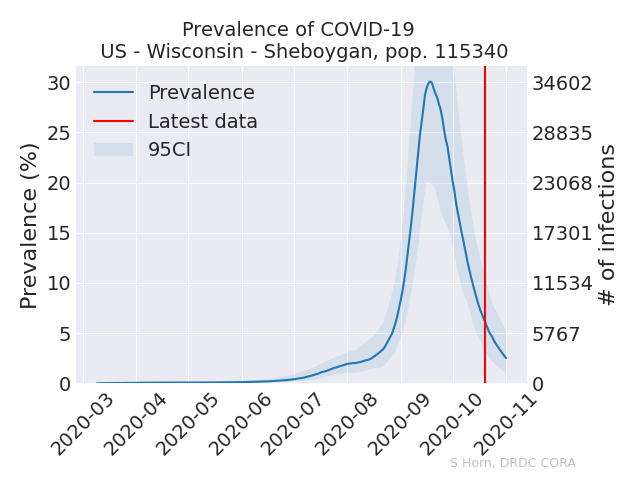 Prevalence of COVID-19
US - Wisconsin - Sheboygan, pop. 115340
Prevalence
Latest data
95CI
Prevalence (%)
30
25
20
15
10
5
0
34602
28835
23068
17301
11534
5767
0
# of infections
2020-03
2020-04
2020-05
2020-06
2020-07
2020-08
2020-09
2020-10
2020-11
S Horn, DRDC CORA